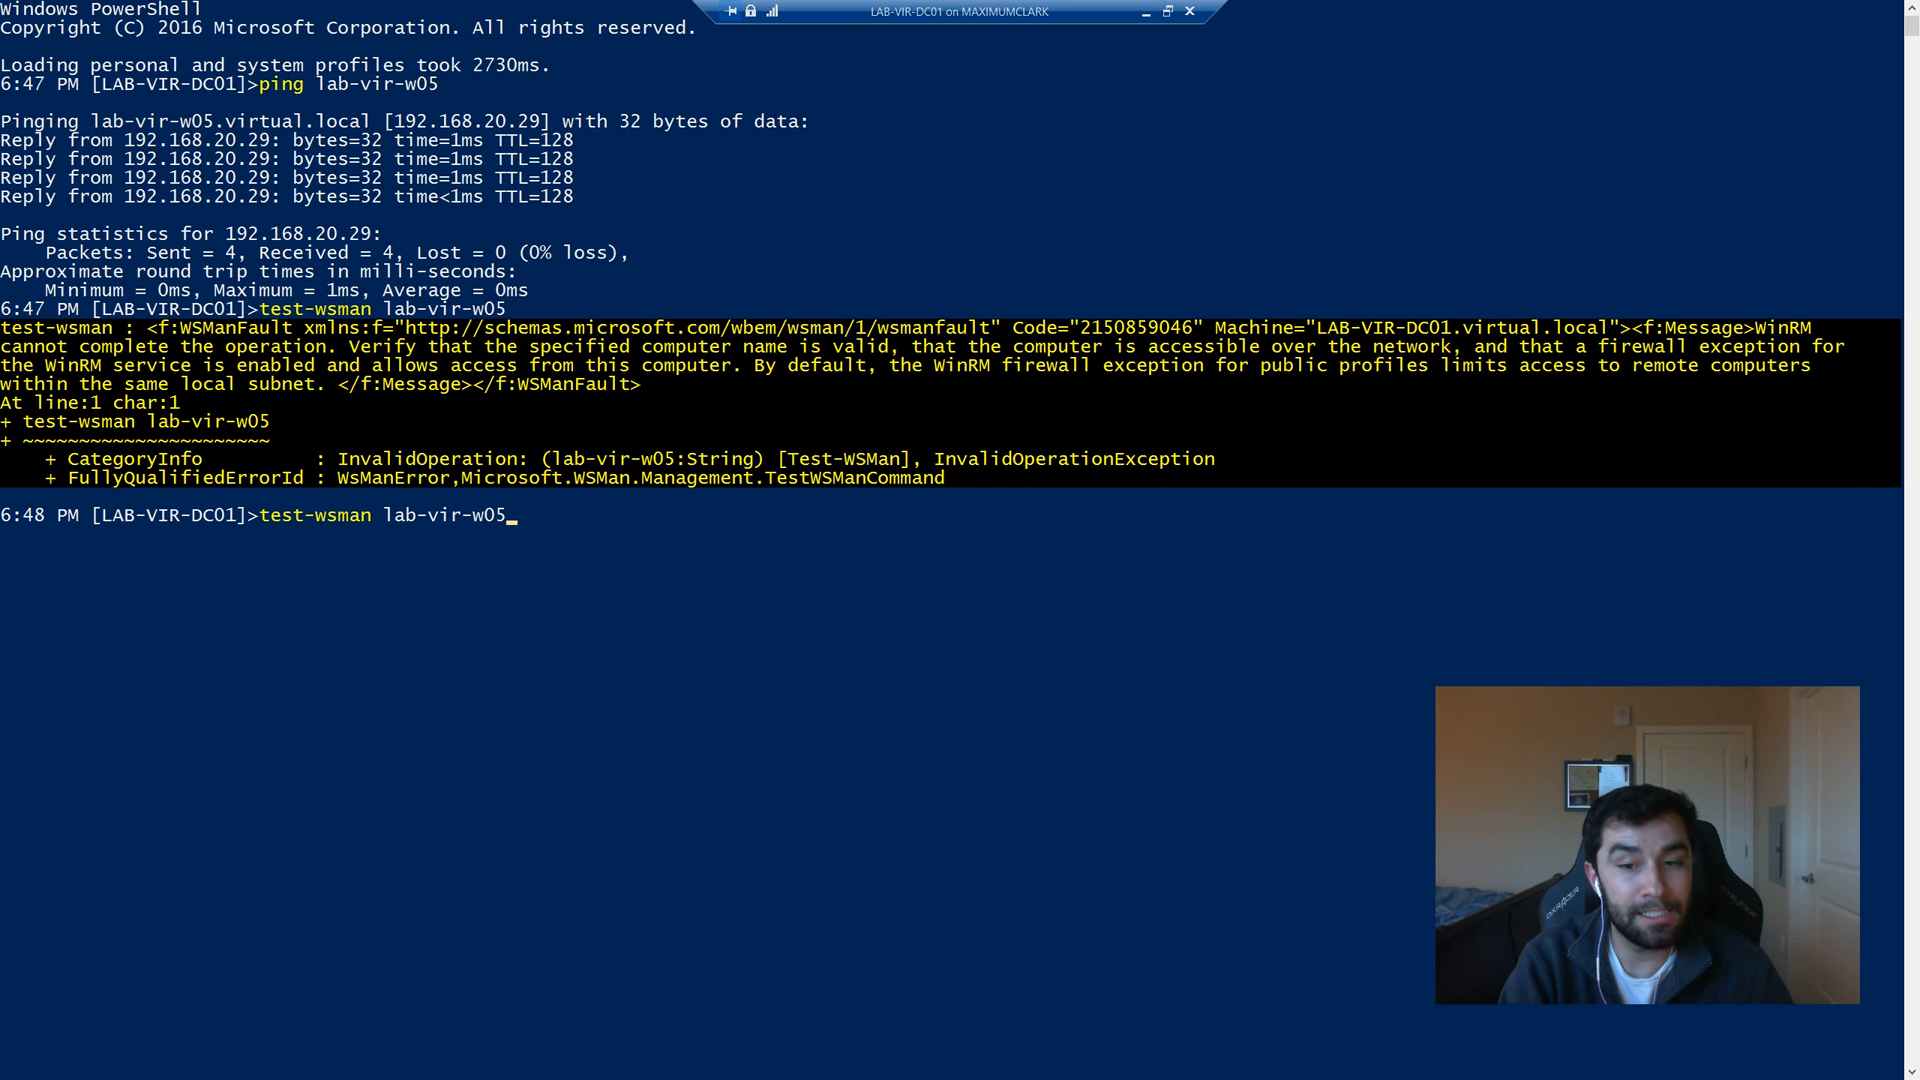 Windows PowerShell
LAB-VIR-DC01 on MAXIMUMCLARK
Copyright (C) 2016 Microsoft Corporation. All rights reserved.
Loading personal and system profiles took 2730ms.
6:47 PM [LAB-VIR-DC01]>ping lab-vir-w05
Pinging lab-vir-w05.virtual.local [192.168.20.29] with 32 bytes of data:
Reply from 192.168.20.29: bytes=32 time=1ms TTL=128
Reply from 192.168.20.29: bytes=32 time=1ms TTL=128
Reply from 192.168.20.29: bytes=32 time=1ms TTL=128
Reply from 192.168.20.29: bytes=32 time<1ms TTL=128
Ping statistics for 192.168.20.29:
    Packets: Sent = 4, Received = 4, Lost = 0 (0% loss),
Approximate round trip times in milli-seconds:
    Minimum = 0ms, Maximum = 1ms, Average = 0ms
6:47 PM [LAB-VIR-DC01]>test-wsman lab-vir-w05
test-wsman : <f:WSManFault xmlns:f="http://schemas.microsoft.com/wbem/wsman/1/wsmanfault" Code="2150859046" Machine="LAB-VIR-DC01.virtual.local"><f:Message>WinRM
cannot complete the operation. Verify that the specified computer name is valid, that the computer is accessible over the network, and that a firewall exception for
the WinRM service is enabled and allows access from this computer. By default, the WinRM firewall exception for public profiles limits access to remote computers
within the same local subnet. </f:Message></f:WSManFault>
At line:1 char:1
+ test-wsman lab-vir-w05
+ ~~~~~~~~~~~~~~~~~~~~~~
    + CategoryInfo          : InvalidOperation: (lab-vir-w05:String) [Test-WSMan], InvalidOperationException
    + FullyQualifiedErrorId : WsManError,Microsoft.WSMan.Management.TestWSManCommand
6:48 PM [LAB-VIR-DC01]>test-wsman lab-vir-w05_
DXRACER